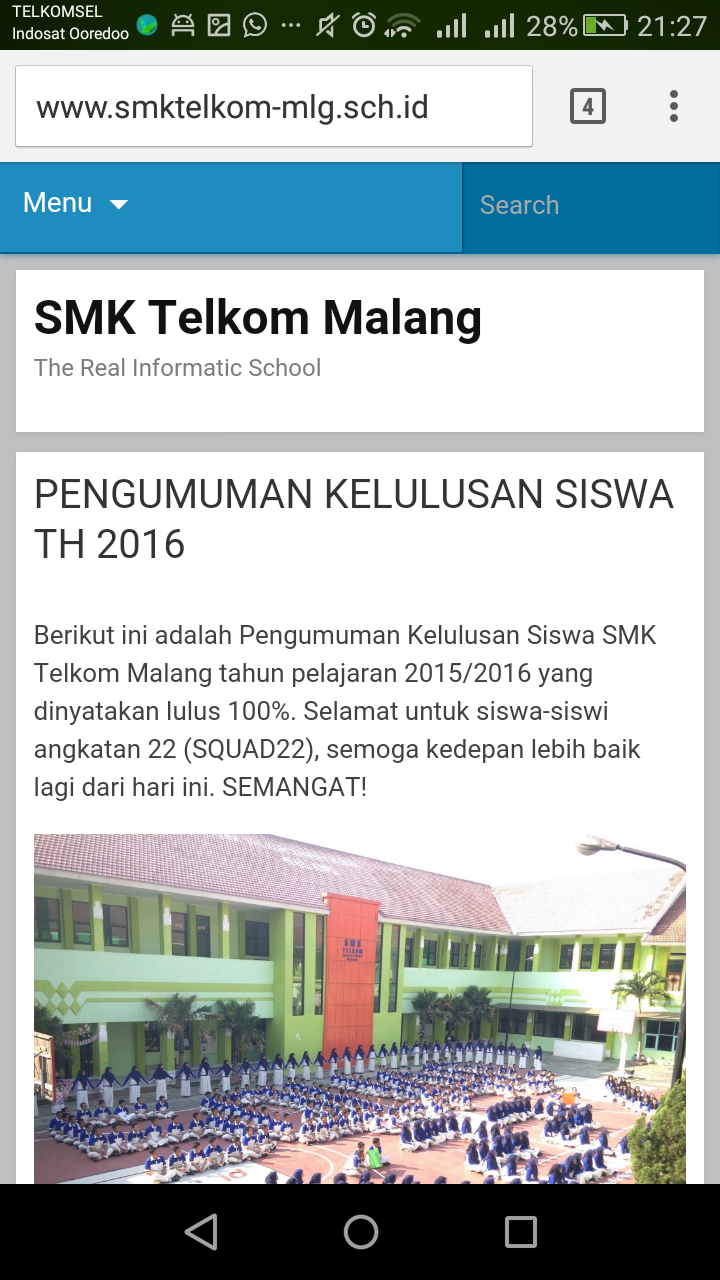 TELKOMSEL
Indosat Ooredoo
28%
21:27
www.smktelkom-mlg.sch.id
4
Menu
Search
SMK Telkom Malang
The Real Informatic School
PENGUMUMAN KELULUSAN SISWA
TH 2016
Berikut ini adalah Pengumuman Kelulusan Siswa SMK
Telkom Malang tahun pelajaran 2015/2016 yang
dinyatakan lulus 100%. Selamat untuk siswa-siswi
angkatan 22 (SQUAD22), semoga kedepan lebih baik
lagi dari hari ini. SEMANGAT!
SMK
TELKOM